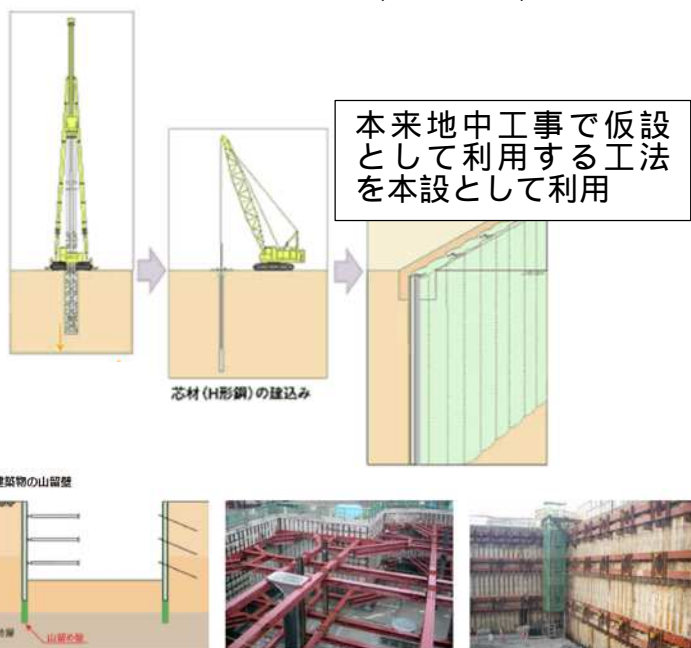 本来地中工事で仮設
として利用する工法
を本設として利用
芯材(H形鋼)の建込み
建築物の山留壁
山留め壁